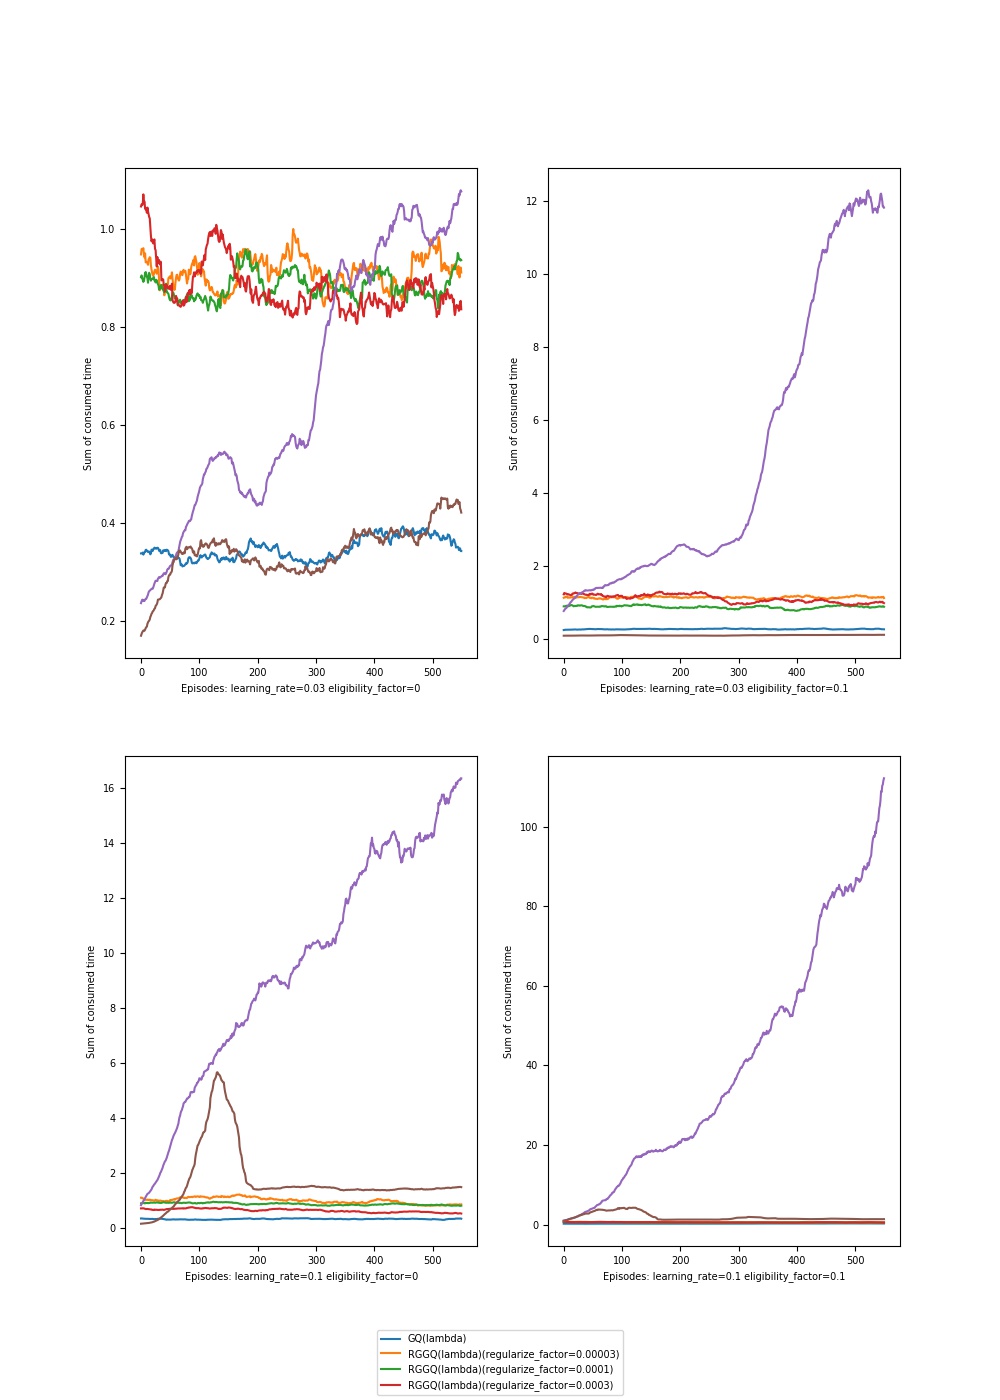 1.0
0.8
0.6
0.4
0.2
Sum of consumed time
0 100 200 300 400 500
Episodes: learning_rate=0.03 eligibility_factor=0
12
10
8
6
4
2
0
Sum of consumed time
0 100 200 300 400 500
Episodes: learning_rate=0.03 eligibility_factor=0.1
16
14
12
10
8
6
4
2
0
Sum of consumed time
0 100 200 300 400 500
Episodes: learning_rate=0.1 eligibility_factor=0
100
80
60
40
20
0
Sum of consumed time
0 100 200 300 400 500
Episodes: learning_rate=0.1 eligibility_factor=0.1
GQ(lambda)
RGGQ(lambda)(regularize_factor=0.00003)
RGGQ(lambda)(regularize_factor=0.0001)
RGGQ(lambda)(regularize_factor=0.0003)